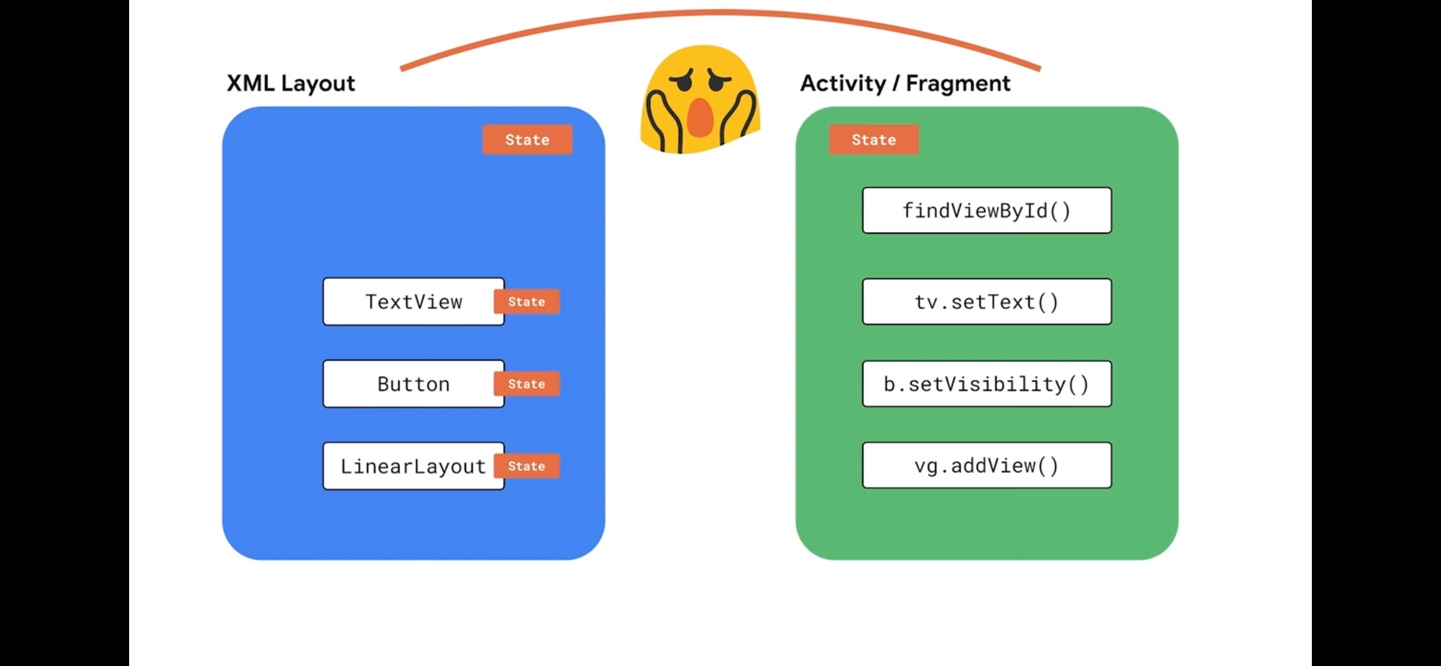 XML Layout
State
TextView
State
Button
State
LinearLayout
State
Activity / Fragment
State
findViewById()
tv.setText()
b.setVisibility()
vg.addView()